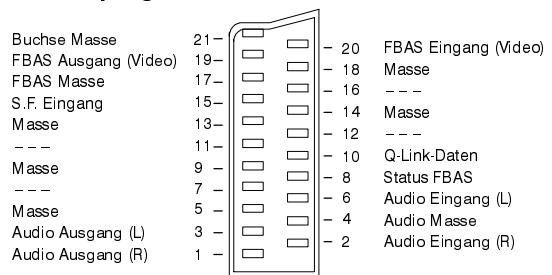 Buchse Masse 21
FBAS Ausgang (Video) 19
FBAS Masse 17
S.F. Eingang 15
Masse 13
- - - 11
Masse 9
- - - 7
Masse 5
Audio Ausgang (L) 3
Audio Ausgang (R) 1
20 FBAS Eingang (Video)
18 Masse
16 - - -
14 Masse
12 - - -
10 Q-Link-Daten
8 Status FBAS
6 Audio Eingang (L)
4 Audio Masse
2 Audio Eingang (R)